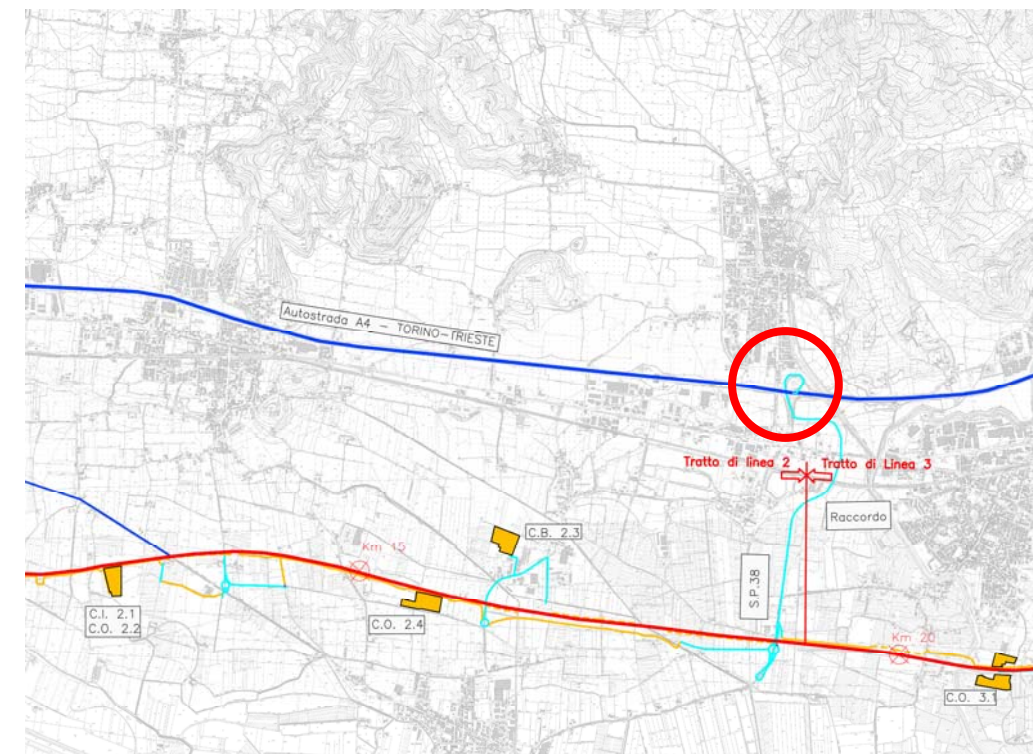 Autostrada A4 - TORINO-TRIESTE
Tratto di linea 2
Tratto di Linea 3
Raccordo
C.B. 2.3
Km 15
S.P.38
C.I. 2.1
C.O. 2.2
C.O. 2.4
Km 20
C.O. 3.1